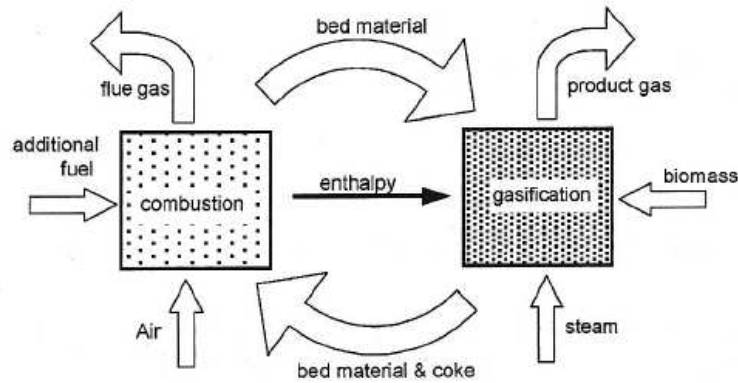 bed material
flue gas
product gas
additional
fuel
combustion
enthalpy
gasification
biomass
Air
steam
bed material & coke